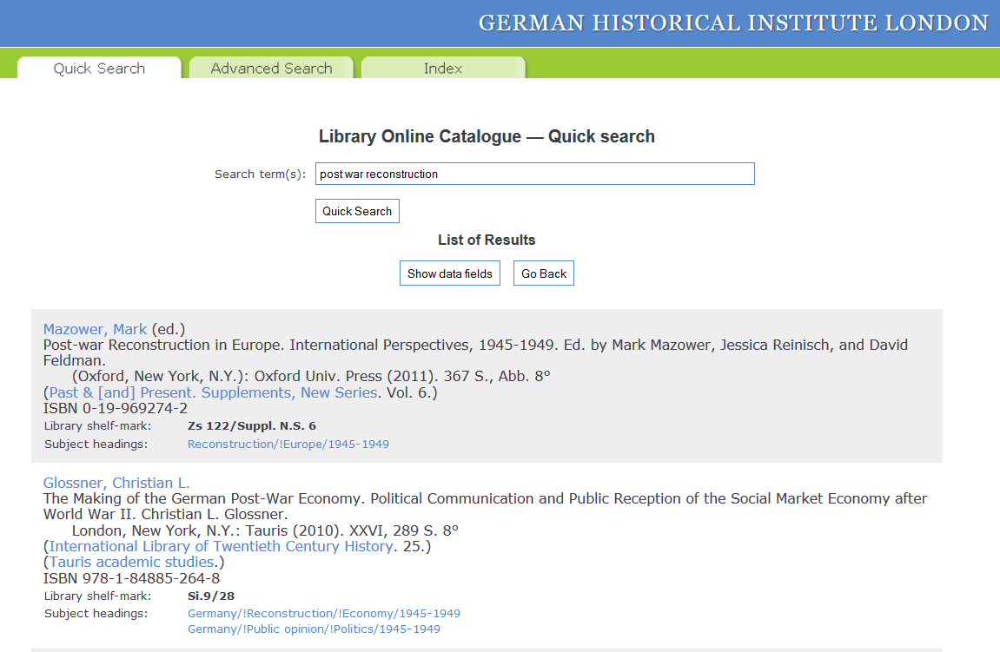 GERMAN HISTORICAL INSTITUTE LONDON
Quick Search
Advanced Search
Index
Library Online Catalogue — Quick search
Search term(s):
post war reconstruction
Quick Search
List of Results
Show data fields
Go Back
Mazower, Mark (ed.)
Post-war Reconstruction in Europe. International Perspectives, 1945-1949. Ed. by Mark Mazower, Jessica Reinisch, and David
Feldman.
(Oxford, New York, N.Y.): Oxford Univ. Press (2011). 367 S., Abb. 8°
(Past & [and] Present. Supplements, New Series. Vol. 6.)
ISBN 0-19-969274-2
Library shelf-mark: Zs 122/Suppl. N.S. 6
Subject headings: Reconstruction/!Europe/1945-1949
Glossner, Christian L.
The Making of the German Post-War Economy. Political Communication and Public Reception of the Social Market Economy after
World War II. Christian L. Glossner.
London, New York, N.Y.: Tauris (2010). XXVI, 289 S. 8°
(International Library of Twentieth Century History. 25.)
(Tauris academic studies.)
ISBN 978-1-84885-264-8
Library shelf-mark: Si.9/28
Subject headings: Germany/!Reconstruction/!Economy/1945-1949
Germany/!Public opinion/!Politics/1945-1949